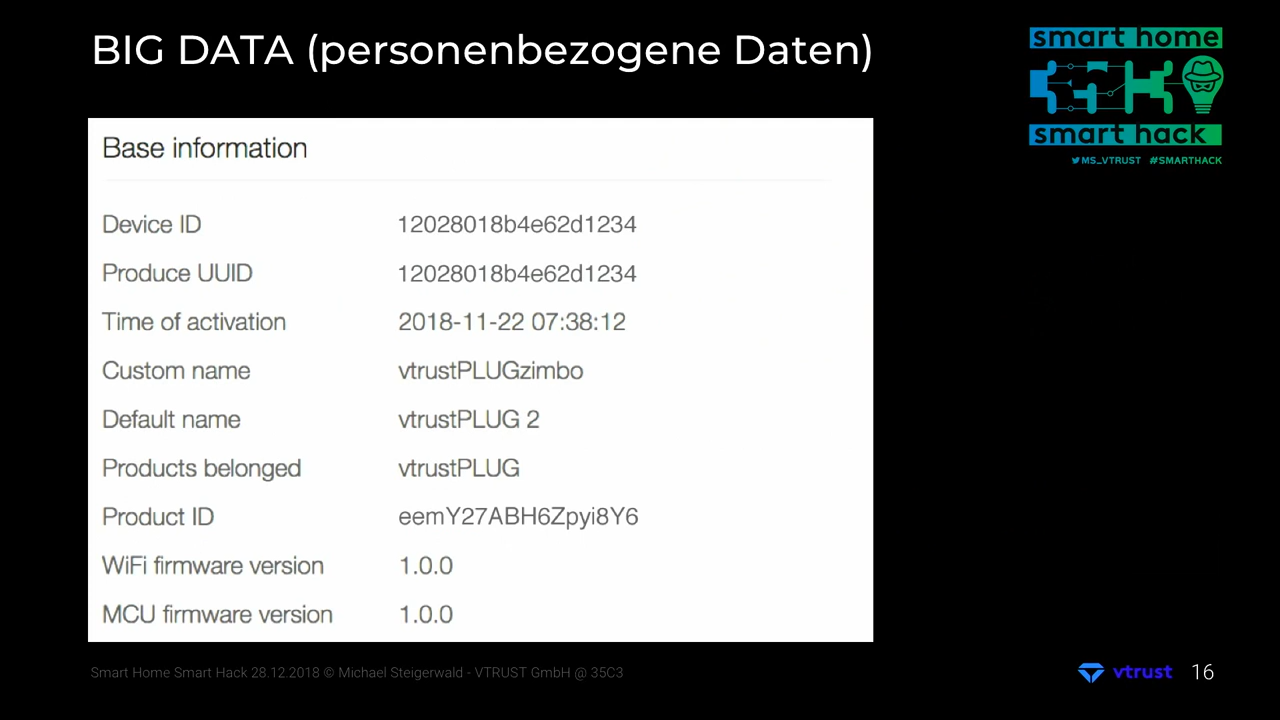 BIG DATA (personenbezogene Daten)
smart home
smart hack
MS_VTRUST #SMARTHACK
Base information
Device ID 12028018b4e62d1234
Produce UUID 12028018b4e62d1234
Time of activation 2018-11-22 07:38:12
Custom name vtrustPLUGzimbo
Default name vtrustPLUG 2
Products belonged vtrustPLUG
Product ID eemY27ABH6Zpyi8Y6
WiFi firmware version 1.0.0
MCU firmware version 1.0.0
Smart Home Smart Hack 28.12.2018 © Michael Steigerwald - VTRUST GmbH @ 35C3
vtrust 16